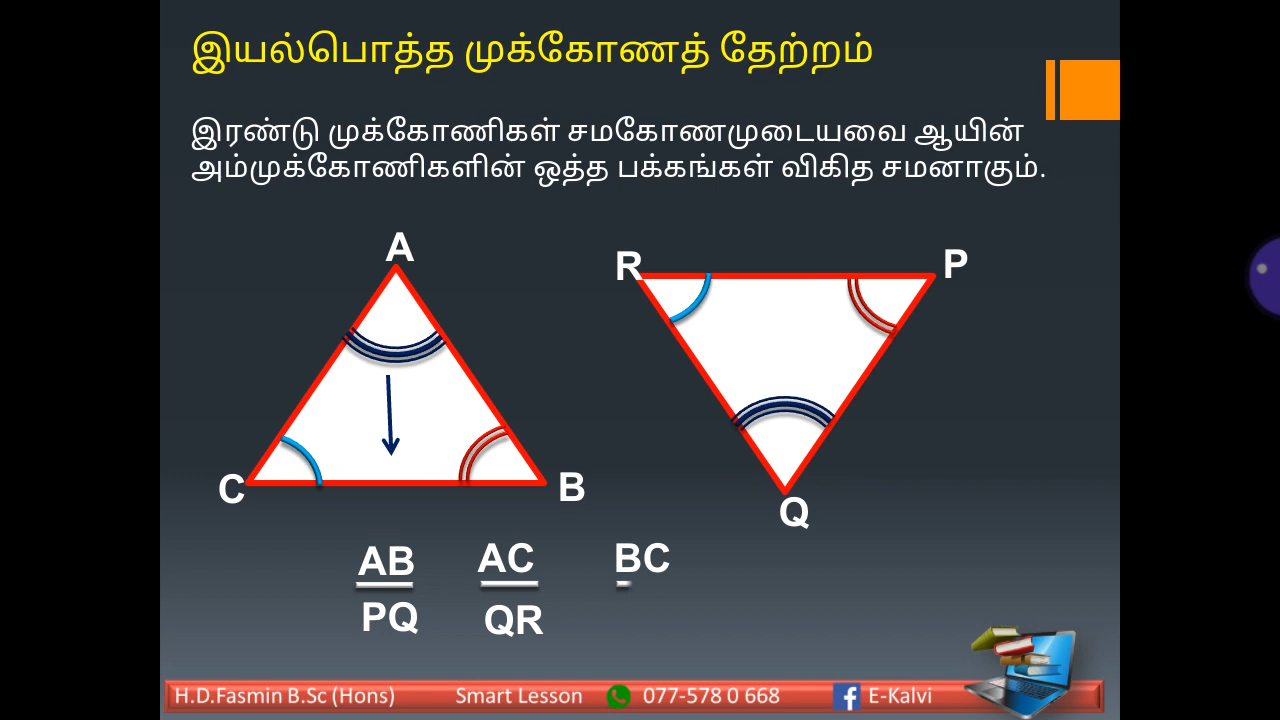 இயல்பொத்த முக்கோணத் தேற்றம்
இரண்டு முக்கோணிகள் சமகோணமுடையவை ஆயின்
அம்முக்கோணிகளின் ஒத்த பக்கங்கள் விகித சமனாகும்.
A
R
P
C
B
Q
AB AC BC
PQ QR
H.D.Fasmin B.Sc (Hons) Smart Lesson 077-578 0 668 E-Kalvi